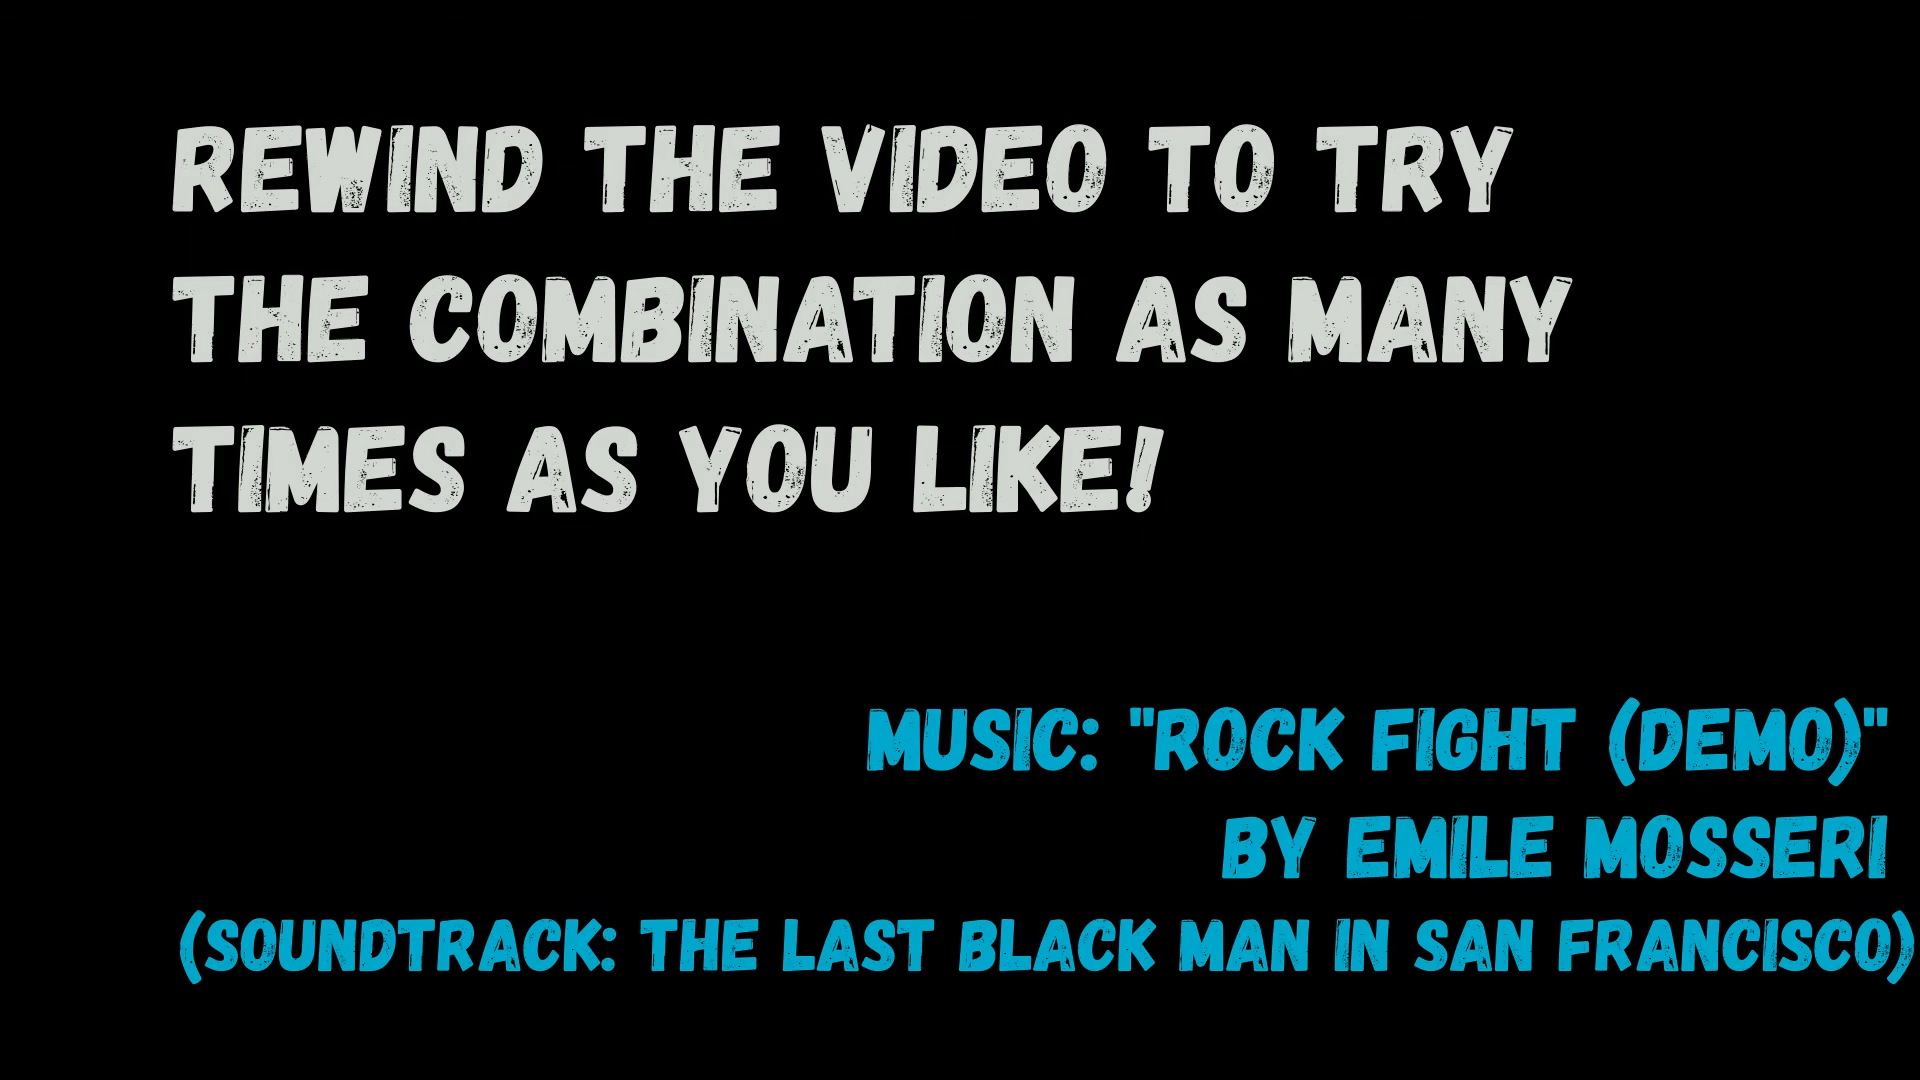 REWIND THE VIDEO TO TRY
THE COMBINATION AS MANY
TIMES AS YOU LIKE!
MUSIC: "ROCK FIGHT (DEMO)"
BY EMILE MOSSERI
(SOUNDTRACK: THE LAST BLACK MAN IN SAN FRANCISCO)